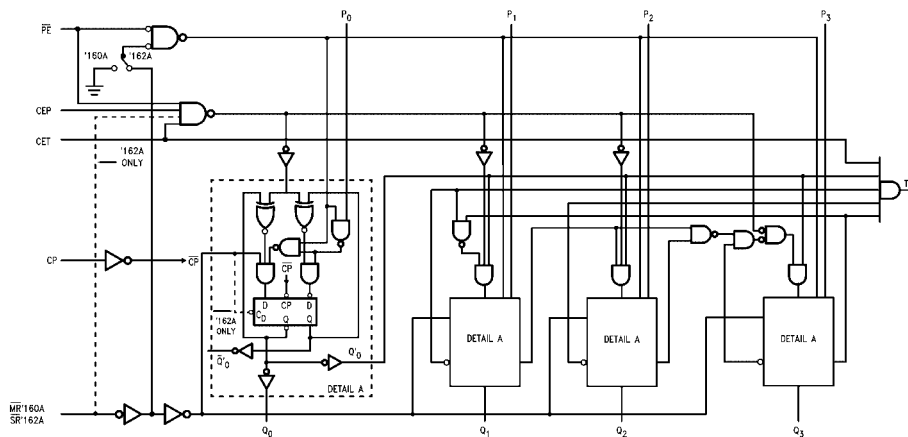 P0
P1
P2
P3
PE
'160A
'162A
CEP
CET
'162A
ONLY
CP
CP
CP
D
CP
D
CD
Q
Q
'162A
ONLY
Q'0
Q'0
DETAIL A
DETAIL A
DETAIL A
DETAIL A
MR'160A
SR'162A
Q0
Q1
Q2
Q3